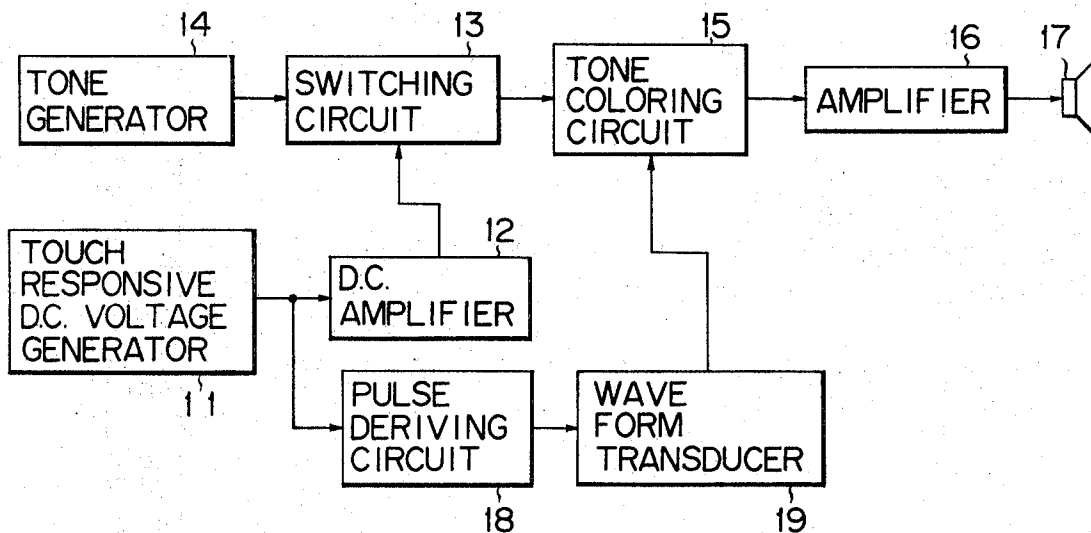 14
TONE
GENERATOR
13
SWITCHING
CIRCUIT
15
TONE
COLORING
CIRCUIT
16
AMPLIFIER
17
TOUCH
RESPONSIVE
D.C. VOLTAGE
GENERATOR
11
12
D.C.
AMPLIFIER
PULSE
DERIVING
CIRCUIT
18
WAVE
FORM
TRANSDUCER
19